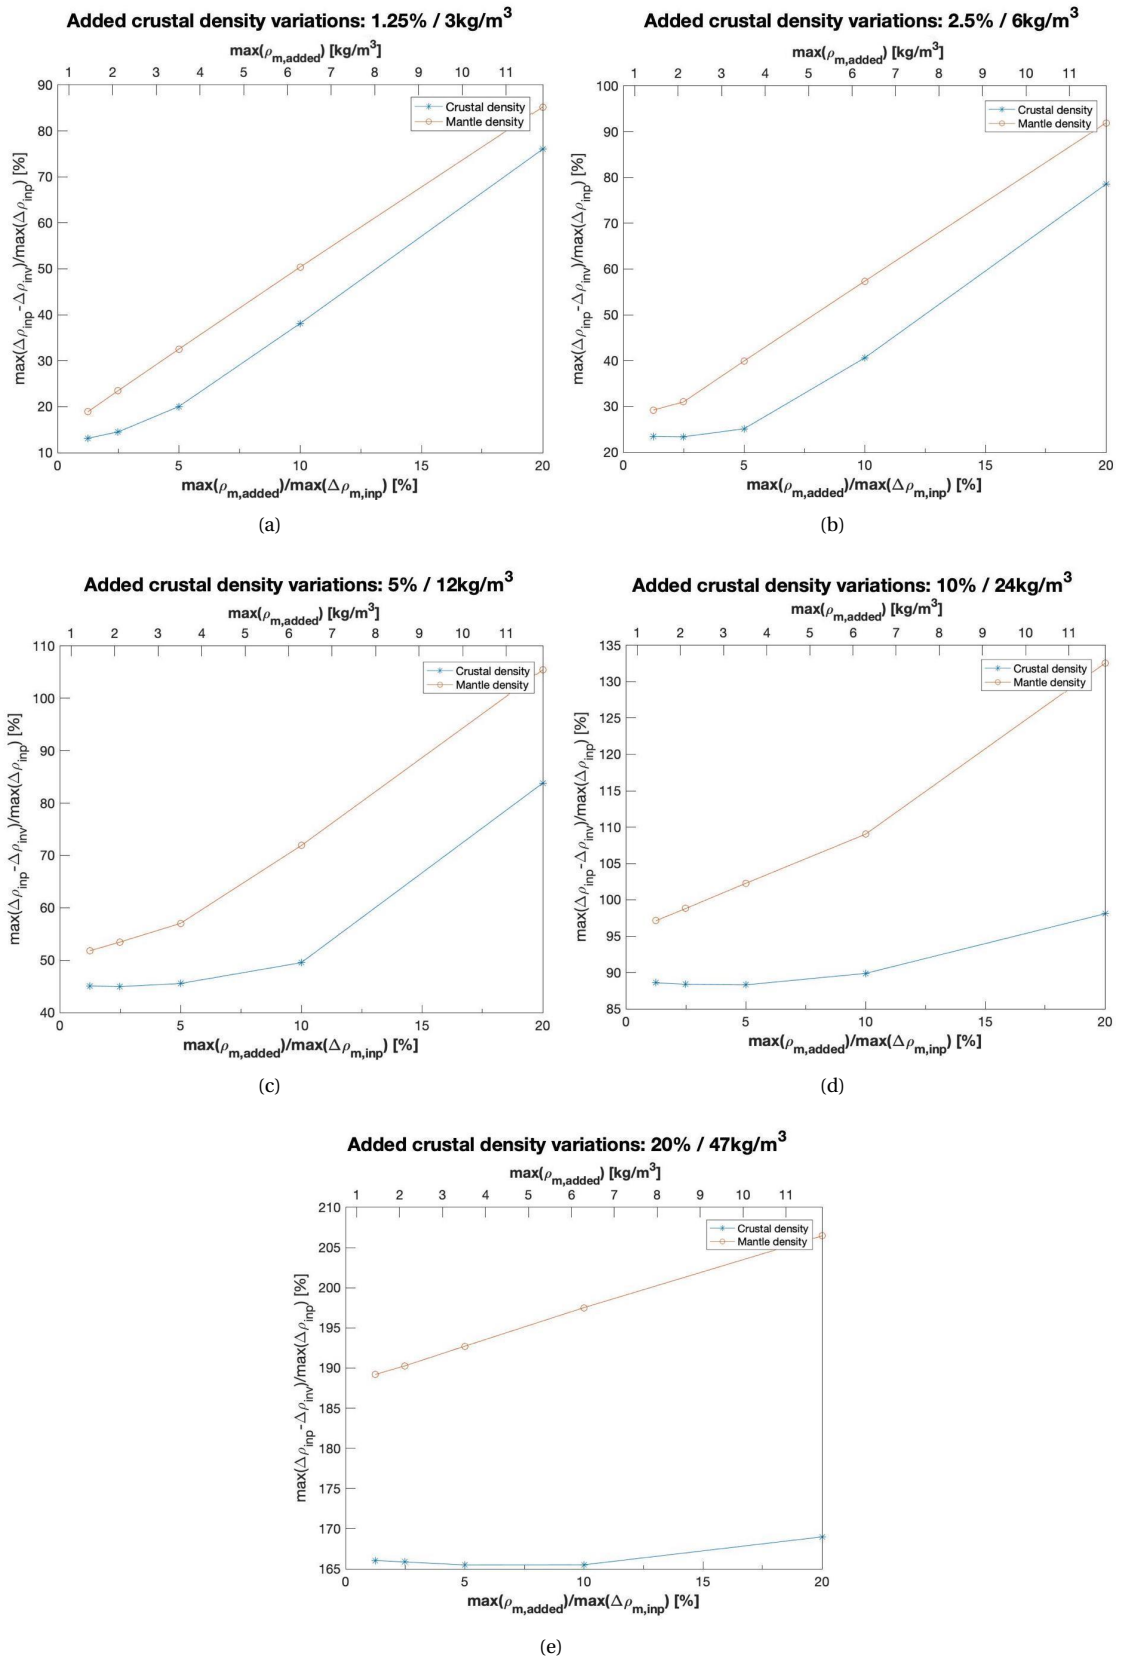 Added crustal density variations: 1.25% / 3kg/m³
max(ρm,added) [kg/m³]
1 2 3 4 5 6 7 8 9 10 11
90
80
70
60
50
40
30
20
10
max(Δρinp-Δρinv)/max(Δρinp) [%]
Crustal density
Mantle density
0 5 10 15 20
max(ρm,added)/max(Δρm,inp) [%]
(a)
Added crustal density variations: 2.5% / 6kg/m³
max(ρm,added) [kg/m³]
1 2 3 4 5 6 7 8 9 10 11
100
90
80
70
60
50
40
30
20
max(Δρinp-Δρinv)/max(Δρinp) [%]
Crustal density
Mantle density
0 5 10 15 20
max(ρm,added)/max(Δρm,inp) [%]
(b)
Added crustal density variations: 5% / 12kg/m³
max(ρm,added) [kg/m³]
1 2 3 4 5 6 7 8 9 10 11
110
100
90
80
70
60
50
40
max(Δρinp-Δρinv)/max(Δρinp) [%]
Crustal density
Mantle density
0 5 10 15 20
max(ρm,added)/max(Δρm,inp) [%]
(c)
Added crustal density variations: 10% / 24kg/m³
max(ρm,added) [kg/m³]
1 2 3 4 5 6 7 8 9 10 11
135
130
125
120
115
110
105
100
95
90
85
max(Δρinp-Δρinv)/max(Δρinp) [%]
Crustal density
Mantle density
0 5 10 15 20
max(ρm,added)/max(Δρm,inp) [%]
(d)
Added crustal density variations: 20% / 47kg/m³
max(ρm,added) [kg/m³]
1 2 3 4 5 6 7 8 9 10 11
210
205
200
195
190
185
180
175
170
165
max(Δρinp-Δρinv)/max(Δρinp) [%]
Crustal density
Mantle density
0 5 10 15 20
max(ρm,added)/max(Δρm,inp) [%]
(e)